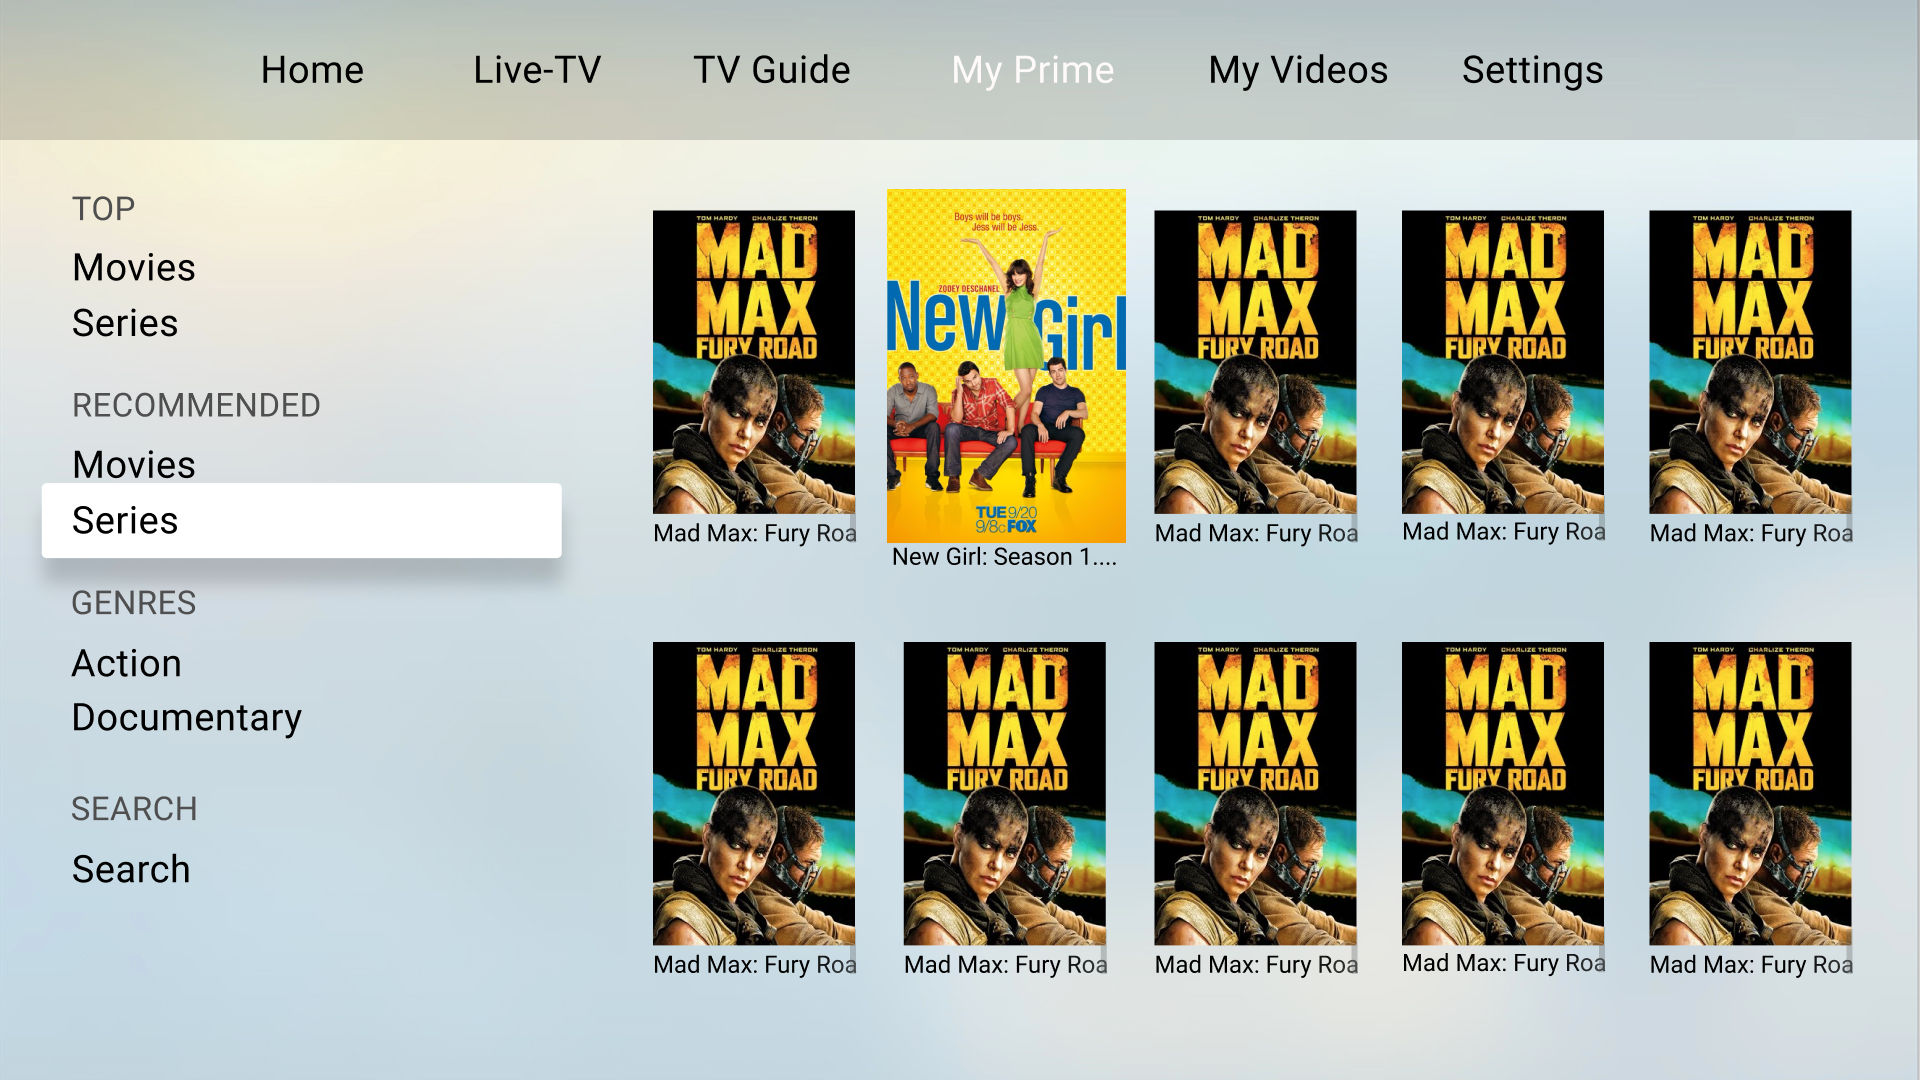 Home Live-TV TV Guide My Prime My Videos Settings
TOP
Movies
Series
RECOMMENDED
Movies
Series
GENRES
Action
Documentary
SEARCH
Search
TOM HARDY CHARLIZE THERON
MAD
MAX
FURY ROAD
Mad Max: Fury Roa
Boys will be boys.
Jess will be Jess.
ZOOEY DESCHANEL
New Girl
TUE 9/20
9/8c FOX
New Girl: Season 1....
TOM HARDY CHARLIZE THERON
MAD
MAX
FURY ROAD
Mad Max: Fury Roa
TOM HARDY CHARLIZE THERON
MAD
MAX
FURY ROAD
Mad Max: Fury Roa
TOM HARDY CHARLIZE THERON
MAD
MAX
FURY ROAD
Mad Max: Fury Roa
TOM HARDY CHARLIZE THERON
MAD
MAX
FURY ROAD
Mad Max: Fury Roa
TOM HARDY CHARLIZE THERON
MAD
MAX
FURY ROAD
Mad Max: Fury Roa
TOM HARDY CHARLIZE THERON
MAD
MAX
FURY ROAD
Mad Max: Fury Roa
TOM HARDY CHARLIZE THERON
MAD
MAX
FURY ROAD
Mad Max: Fury Roa
TOM HARDY CHARLIZE THERON
MAD
MAX
FURY ROAD
Mad Max: Fury Roa